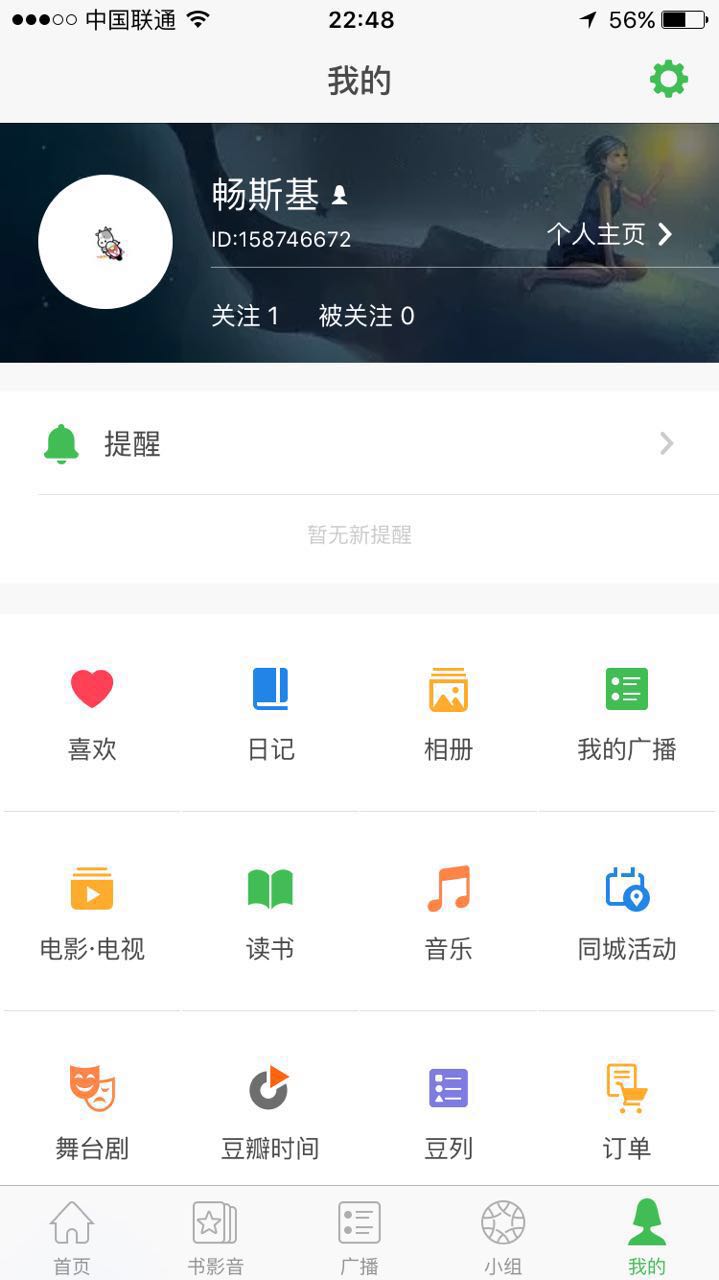 中国联通 22:48 56%
我的
畅斯基
ID:158746672
个人主页
关注 1 被关注 0
提醒
暂无新提醒
喜欢 日记 相册 我的广播
电影·电视 读书 音乐 同城活动
舞台剧 豆瓣时间 豆列 订单
首页 书影音 广播 小组 我的